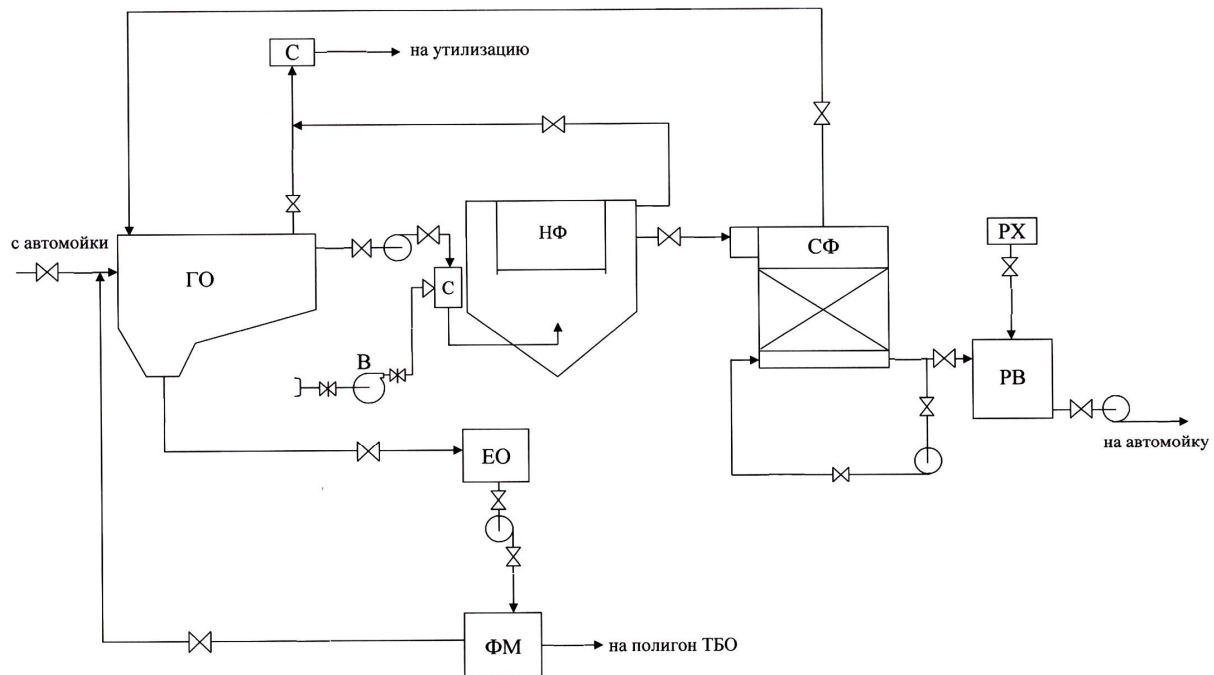 С
на утилизацию
с автомойки
ГО
НФ
СФ
РХ
С
В
РВ
на автомойку
ЕО
ФМ
на полигон ТБО